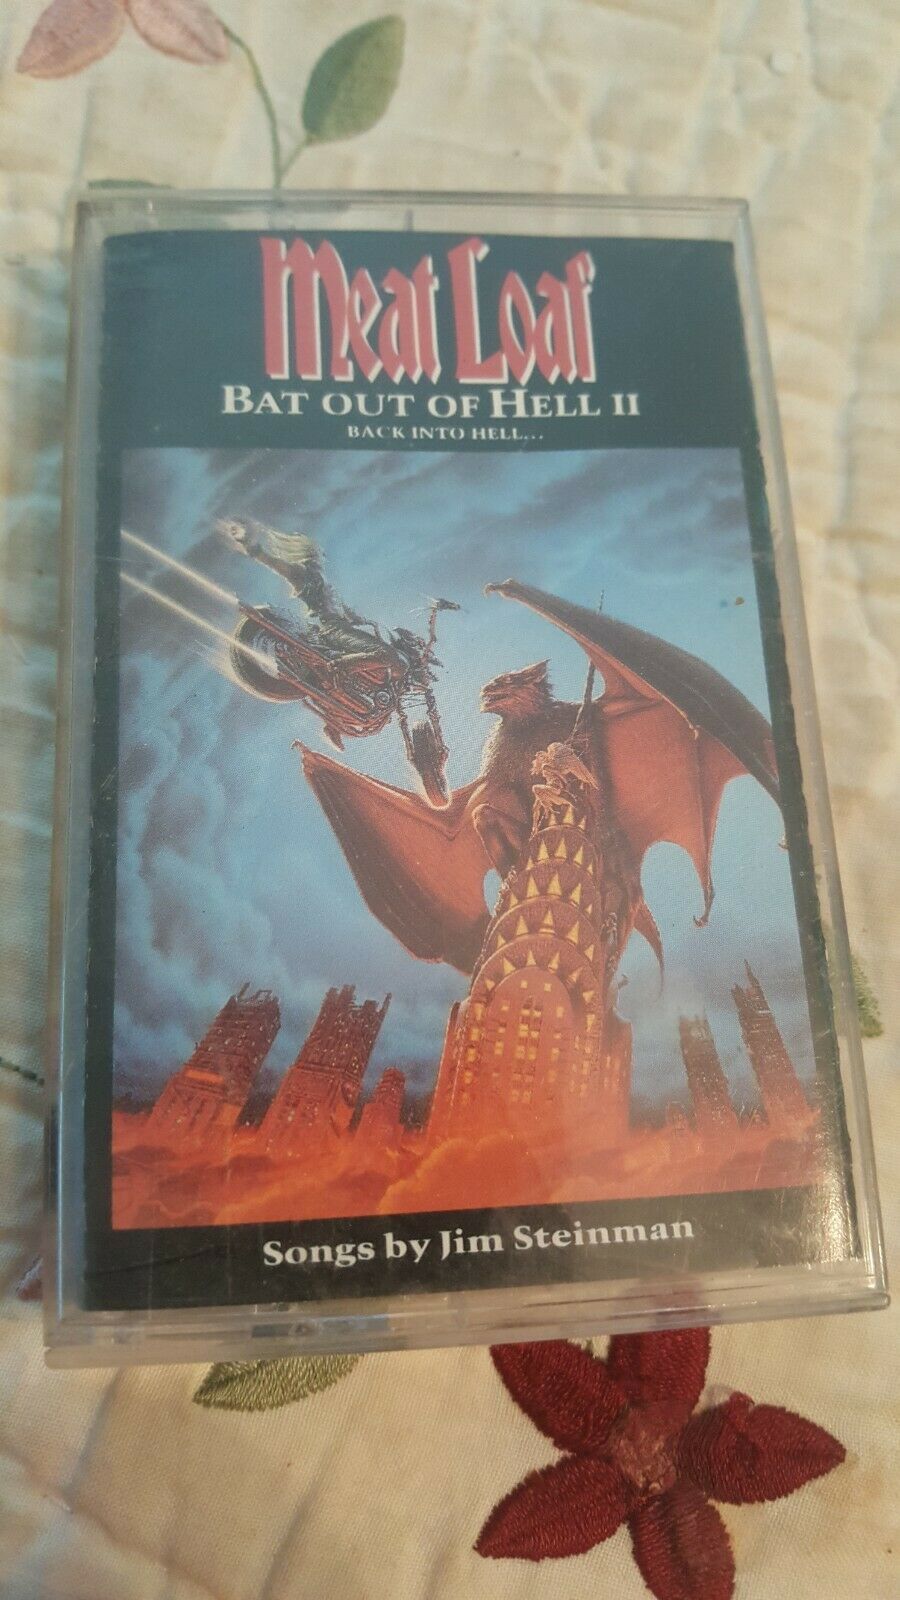 Meat Loaf
BAT OUT OF HELL II
BACK INTO HELL...
Songs by Jim Steinman